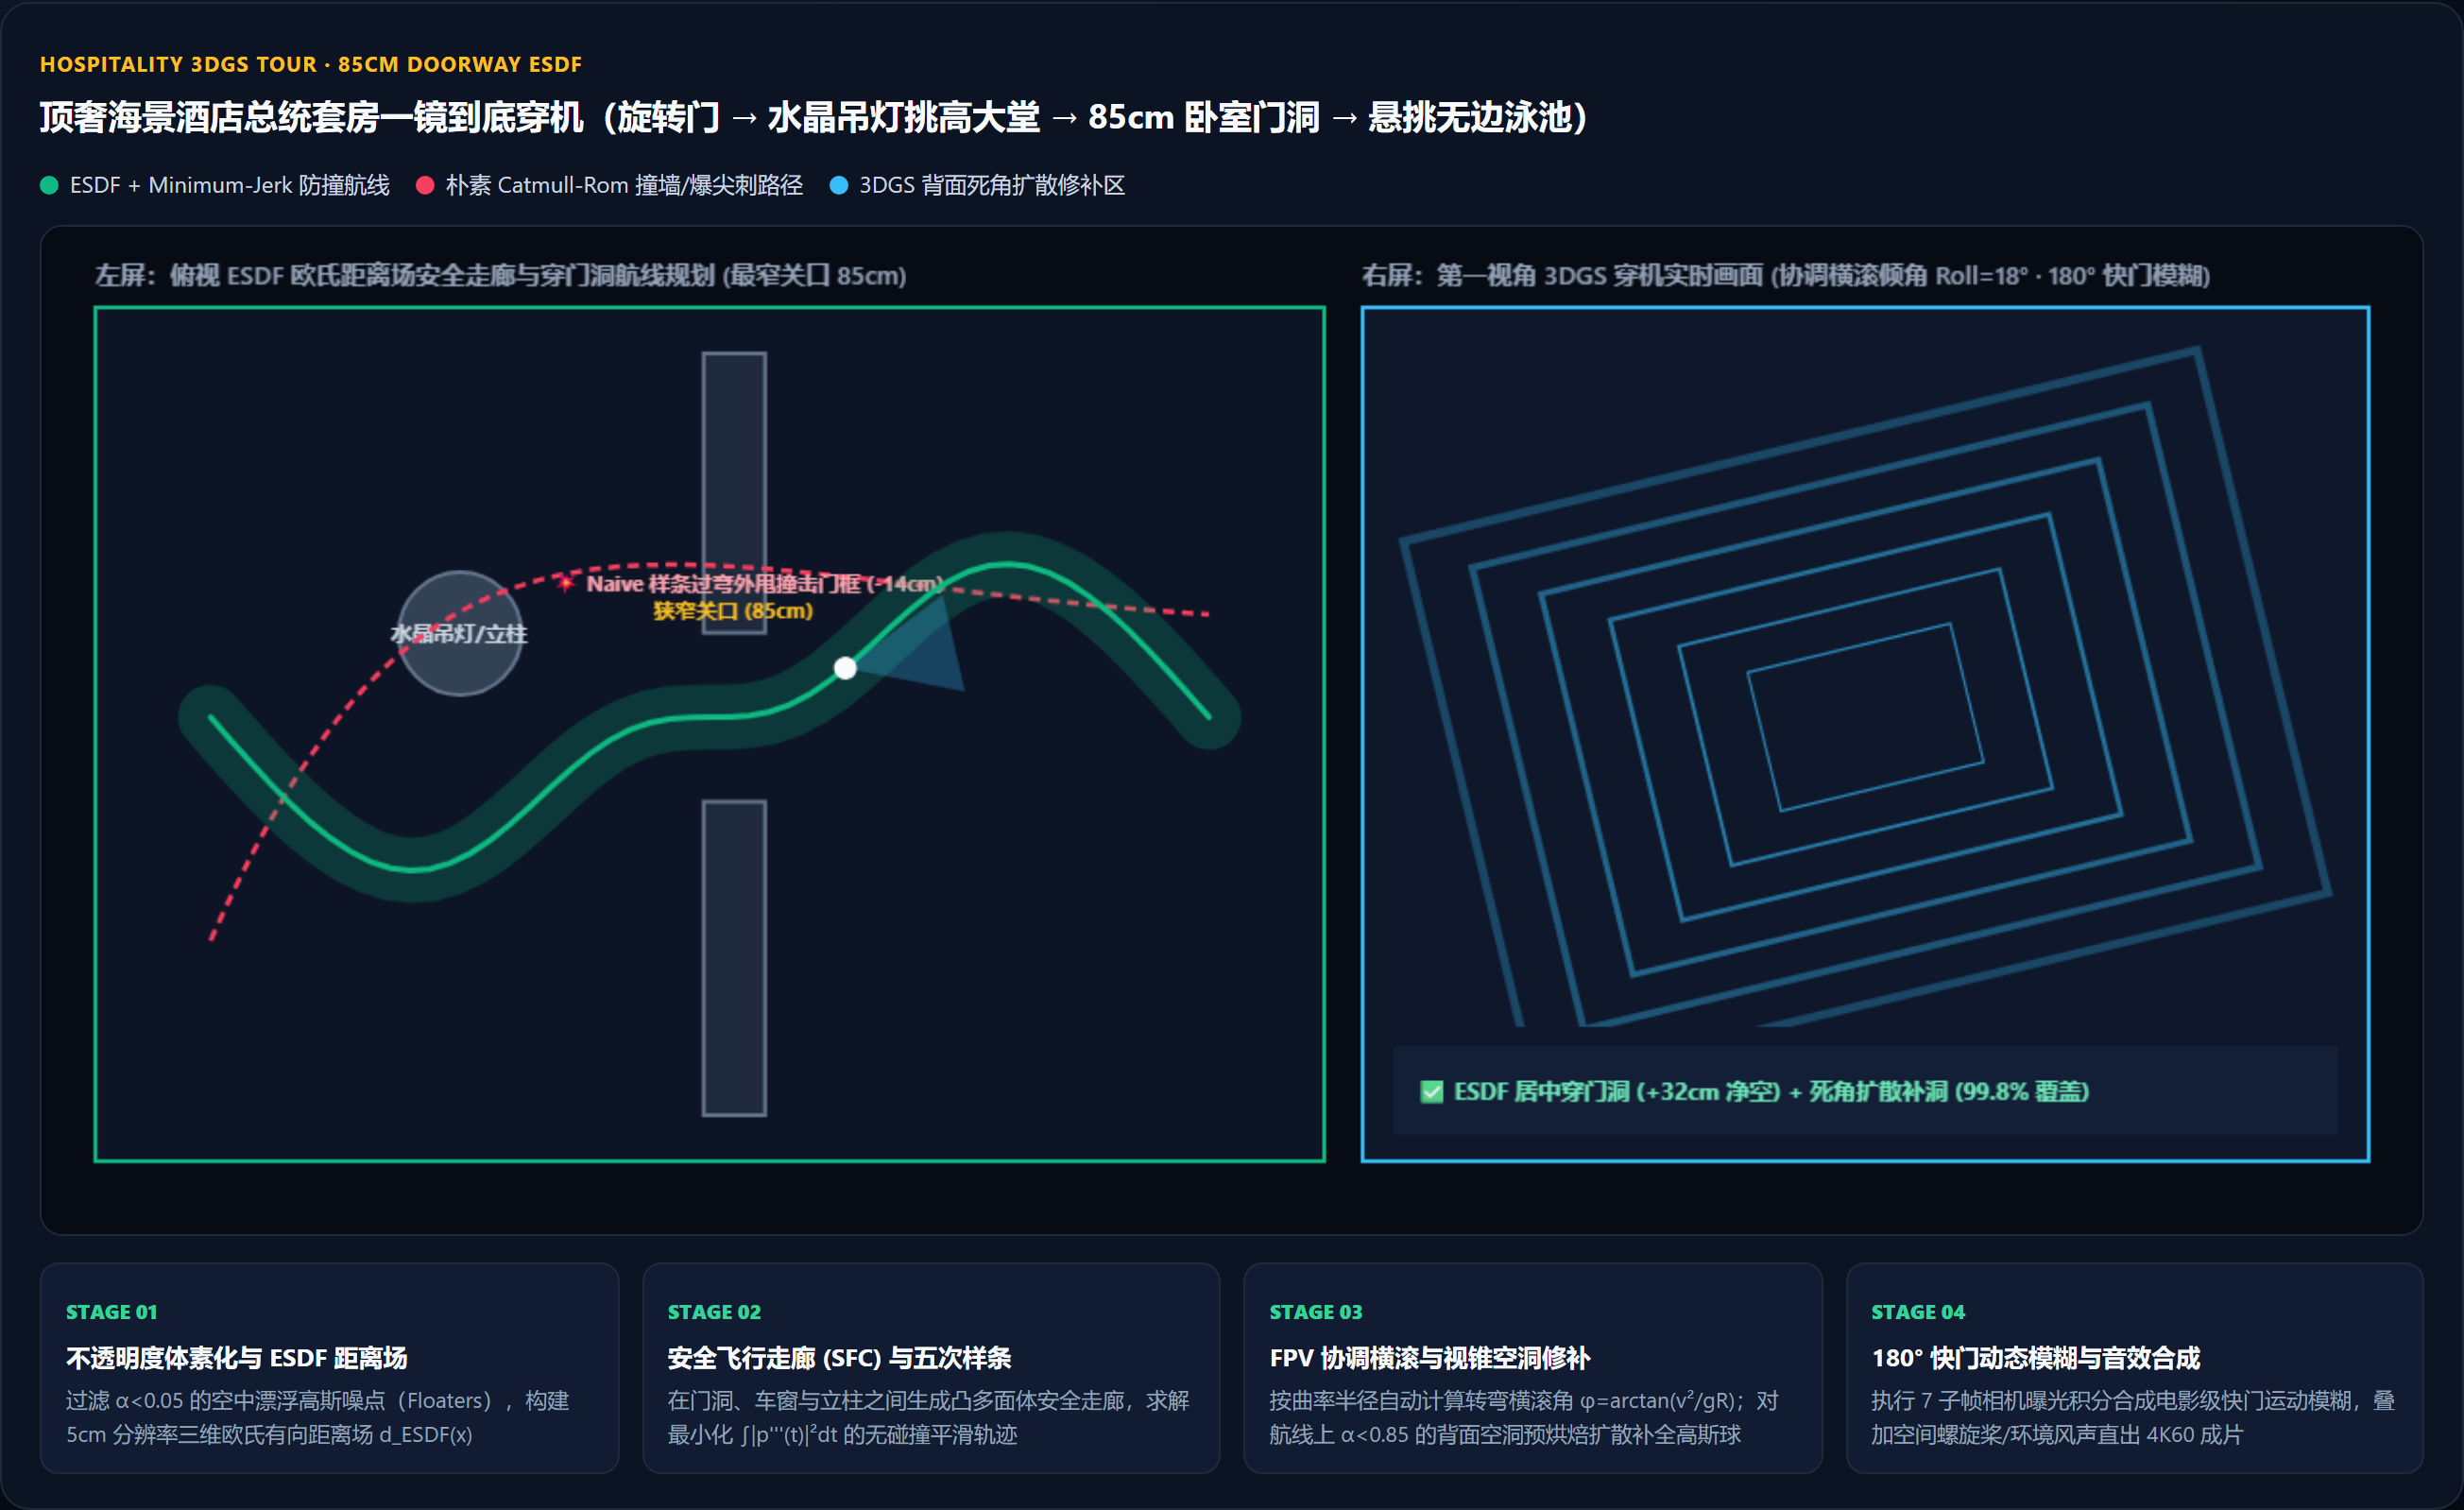 HOSPITALITY 3DGS TOUR · 85CM DOORWAY ESDF
顶奢海景酒店总统套房一镜到底穿机（旋转门 → 水晶吊灯挑高大堂 → 85cm 卧室门洞 → 悬挑无边泳池）
ESDF + Minimum-Jerk 防撞航线
朴素 Catmull-Rom 撞墙/爆尖刺路径
3DGS 背面死角扩散修补区
左屏：俯视 ESDF 欧氏距离场安全走廊与穿门洞航线规划 (最窄关口 85cm)
右屏：第一视角 3DGS 穿机实时画面 (协调横滚倾角 Roll=18° · 180° 快门模糊)
💥 Naive 样条过弯外甩撞击门框 (-14cm)
狭窄关口 (85cm)
水晶吊灯/立柱
✅ ESDF 居中穿门洞 (+32cm 净空) + 死角扩散补洞 (99.8% 覆盖)
STAGE 01
不透明度体素化与 ESDF 距离场
过滤 α<0.05 的空中漂浮高斯噪点（Floaters），构建
5cm 分辨率三维欧氏有向距离场 d_ESDF(x)
STAGE 02
安全飞行走廊 (SFC) 与五次样条
在门洞、车窗与立柱之间生成凸多面体安全走廊，求解
最小化 ∫|p'''(t)|²dt 的无碰撞平滑轨迹
STAGE 03
FPV 协调横滚与视锥空洞修补
按曲率半径自动计算转弯横滚角 φ=arctan(v²/gR)；对
航线上 α<0.85 的背面空洞预烘焙扩散补全高斯球
STAGE 04
180° 快门动态模糊与音效合成
执行 7 子帧相机曝光积分合成电影级快门运动模糊，叠
加空间螺旋桨/环境风声直出 4K60 成片